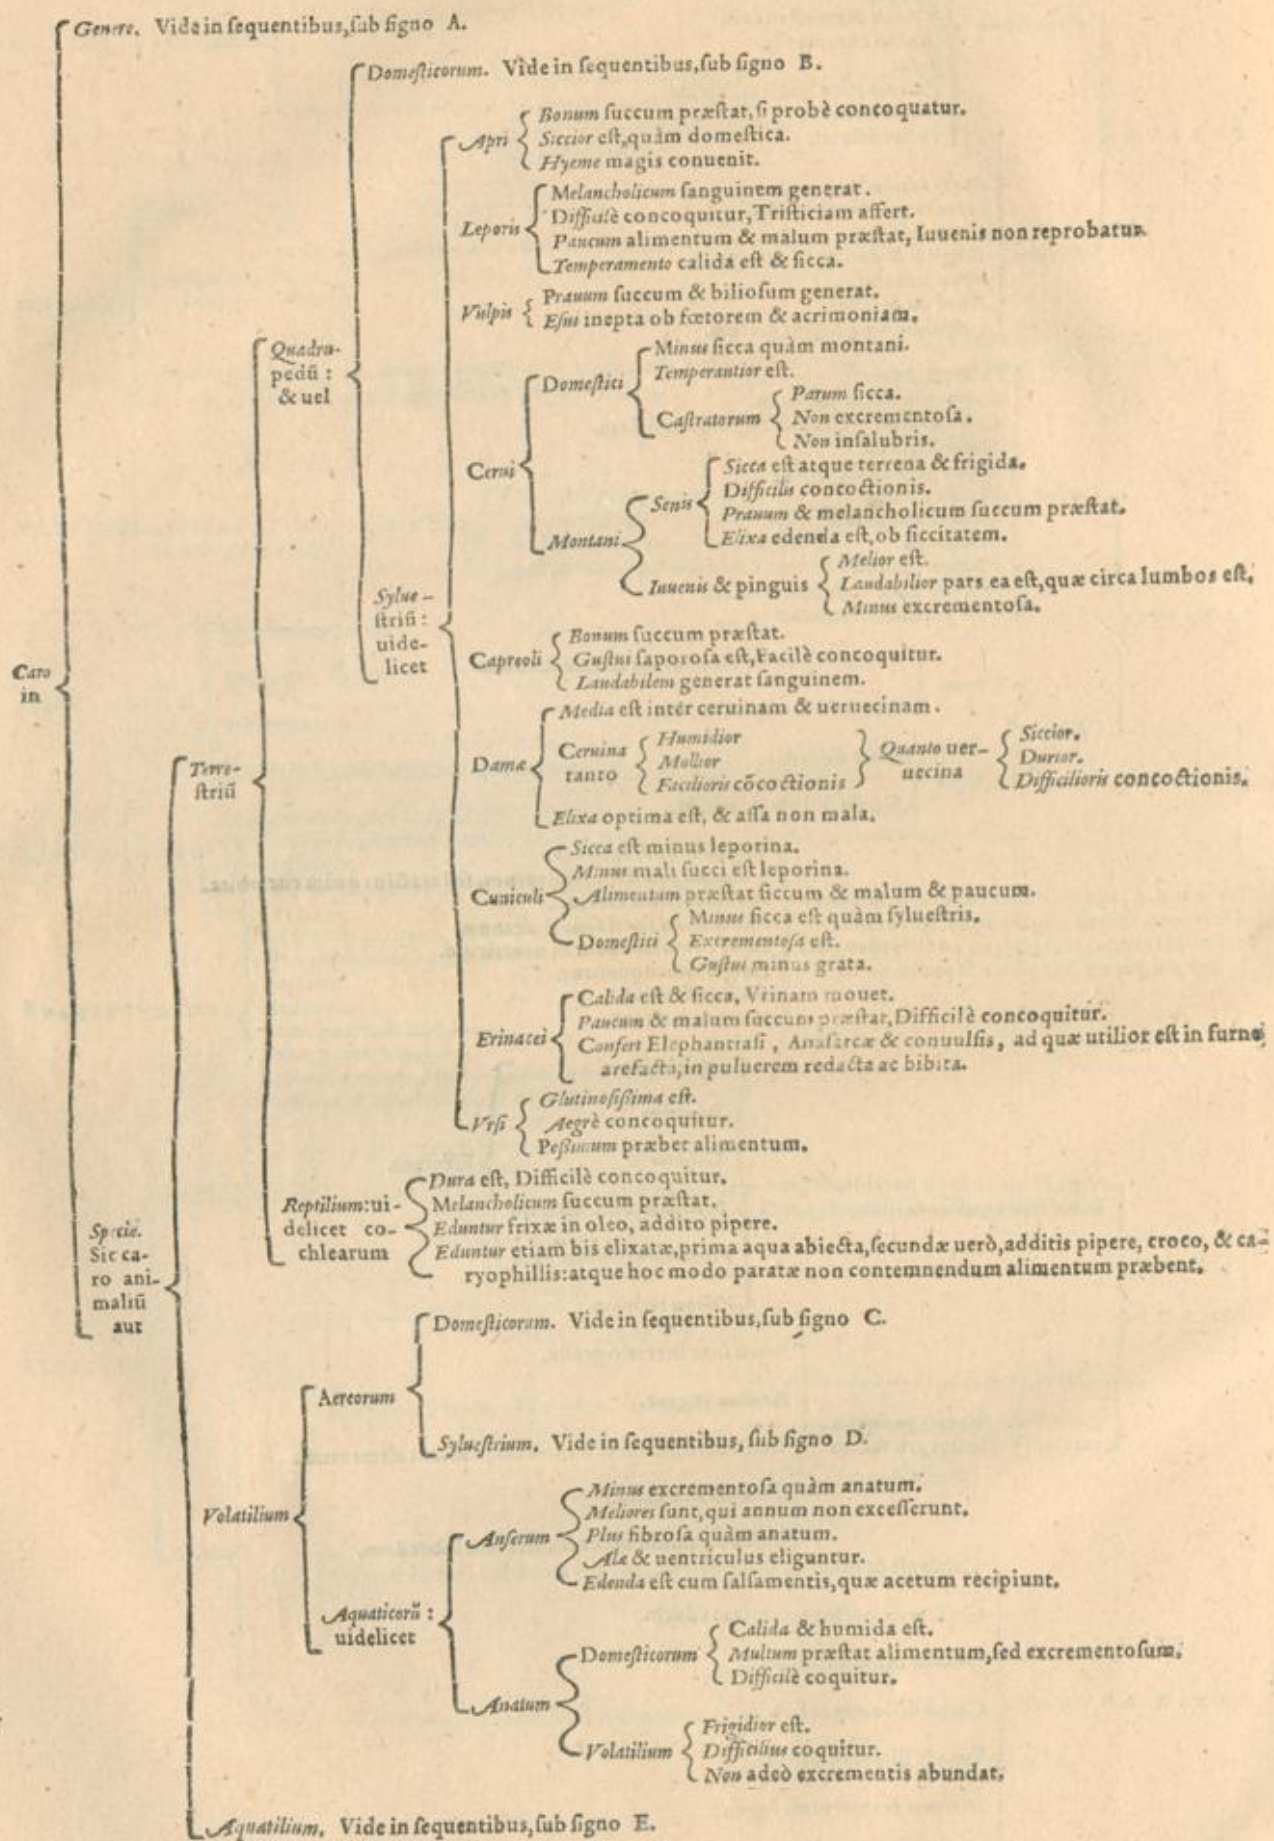 Genere. Vide in sequentibus, sub signo A.
Domesticorum. Vide in sequentibus, sub signo B.
Apri
Bonum succum præstat, si probè concoquatur.
Siccior est, quàm domestica.
Hyeme magis conuenit.
Leporis
Melancholicum sanguinem generat.
Difficilè concoquitur, Tristiciam affert.
Paucum alimentum & malum præstat, Iuuenis non reprobatur.
Temperamento calida est & sicca.
Vulpis
Prauum succum & biliosum generat.
Esus inepta ob fœtorem & acrimoniam.
Quadru-
pedū:
& uel
Domestici
Minus sicca quàm montani.
Temperantior est.
Castratorum
Parum sicca.
Non excrementosa.
Non insalubris.
Cerui
Montani
Senis
Sicca est atque terrena & frigida.
Difficilis concoctionis.
Prauum & melancholicum succum præstat.
Elixa edenda est, ob siccitatem.
Iuuenis & pinguis
Melior est.
Laudabilior pars ea est, quæ circa lumbos est.
Minus excrementosa.
Sylue-
striū:
uide-
licet
Caro
in
Capreoli
Bonum succum præstat.
Gustus saporosa est, Facilè concoquitur.
Laudabilem generat sanguinem.
Terre-
striū
Damæ
Media est inter ceruinam & ueruecinam.
Ceruina
tanto
Humidior
Mollior
Facilioris cōcoctionis
Quanto uer-
uecina
Siccior.
Durior.
Difficilioris concoctionis.
Elixa optima est, & assa non mala.
Cuniculi
Sicca est minus leporina.
Minus mali succi est leporina.
Alimentum præstat siccum & malum & paucum.
Domestici
Minus sicca est quàm syluestris.
Excrementosa est.
Gustus minus grata.
Erinacei
Calida est & sicca, Vrinam mouet.
Paucum & malum succum præstat, Difficilè concoquitur.
Confert Elephantiasi, Anasarcæ & conuulsis, ad quæ utilior est in furno
arefacta, in puluerem redacta ac bibita.
Vrsi
Glutinosissima est.
Aegrè concoquitur.
Pessimum præbet alimentum.
Reptilium: ui-
delicet co-
chlearum
Dura est, Difficilè concoquitur.
Melancholicum succum præstat.
Eduntur frixæ in oleo, addito pipere.
Eduntur etiam bis elixatæ, prima aqua abiecta, secundæ uerò, additis pipere, croco, & ca-
ryophillis: atque hoc modo paratæ non contemnendum alimentum præbent.
Specie.
Sic ca-
ro ani-
maliū
aut
Domesticorum. Vide in sequentibus, sub signo C.
Aereorum
Syluestrium. Vide in sequentibus, sub signo D.
Volatilium
Anserum
Minus excrementosa quàm anatum.
Meliores sunt, qui annum non excesserunt.
Plus fibrosa quàm anatum.
Alæ & uentriculus eliguntur.
Edenda est cum salsamentis, quæ acetum recipiunt.
Aquaticorū:
uidelicet
Anatum
Domesticorum
Calida & humida est.
Multum præstat alimentum, sed excrementosum.
Difficilè coquitur.
Volatilium
Frigidior est.
Difficilius coquitur.
Non adeò excrementis abundat.
Aquatilium. Vide in sequentibus, sub signo E.